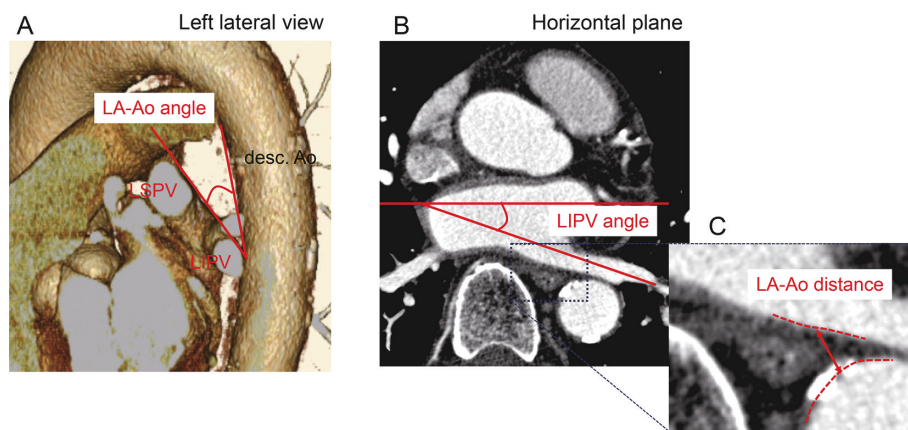 A
Left lateral view
LA-Ao angle
desc. Ao
LSPV
LIPV
B
Horizontal plane
LIPV angle
C
LA-Ao distance